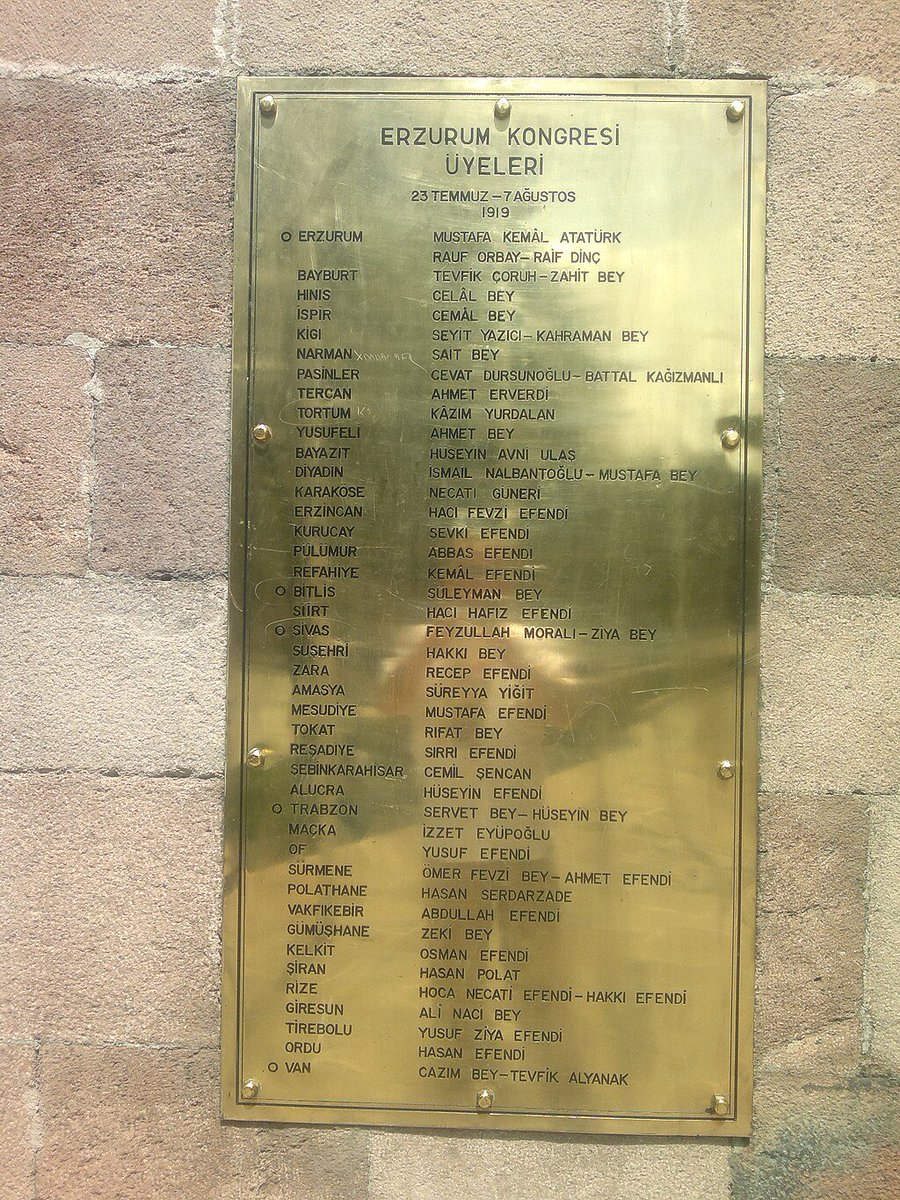 ERZURUM KONGRESİ
ÜYELERİ
23 TEMMUZ – 7 AĞUSTOS
1919
O ERZURUM MUSTAFA KEMÂL ATATÜRK
RAUF ORBAY – RAİF DİNÇ
BAYBURT TEVFİK ÇORUH – ZAHİT BEY
HINIS CELÂL BEY
İSPİR CEMÂL BEY
KİGI SEYİT YAZICI – KAHRAMAN BEY
NARMAN SAİT BEY
PASİNLER CEVAT DURSUNOĞLU – BATTAL KAĞIZMANLI
TERCAN AHMET ERVERDİ
TORTUM KÂZIM YURDALAN
YUSUFELİ AHMET BEY
BAYAZIT HÜSEYİN AVNİ ULAŞ
DİYADİN İSMAİL NALBANTOĞLU – MUSTAFA BEY
KARAKÖSE NECATİ GÜNERİ
ERZİNCAN HACI FEVZİ EFENDİ
KURUÇAY ŞEVKİ EFENDİ
PÜLÜMÜR ABBAS EFENDİ
REFAHİYE KEMÂL EFENDİ
O BİTLİS SÜLEYMAN BEY
SİİRT HACI HAFIZ EFENDİ
O SİVAS FEYZULLAH MORALI – ZİYA BEY
SUŞEHRİ HAKKI BEY
ZARA RECEP EFENDİ
AMASYA SÜREYYA YİĞİT
MESUDİYE MUSTAFA EFENDİ
TOKAT RIFAT BEY
REŞADİYE SIRRI EFENDİ
ŞEBİNKARAHİSAR CEMİL ŞENCAN
ALUCRA HÜSEYİN EFENDİ
O TRABZON SERVET BEY – HÜSEYİN BEY
MAÇKA İZZET EYÜPOĞLU
OF YUSUF EFENDİ
SÜRMENE ÖMER FEVZİ BEY – AHMET EFENDİ
POLATHANE HASAN SERDARZADE
VAKFIKEBİR ABDULLAH EFENDİ
GÜMÜŞHANE ZEKİ BEY
KELKİT OSMAN EFENDİ
ŞİRAN HASAN POLAT
RİZE HOCA NECATİ EFENDİ – HAKKI EFENDİ
GİRESUN ALİ NACİ BEY
TİREBOLU YUSUF ZİYA EFENDİ
ORDU HASAN EFENDİ
O VAN CAZIM BEY – TEVFİK ALYANAK